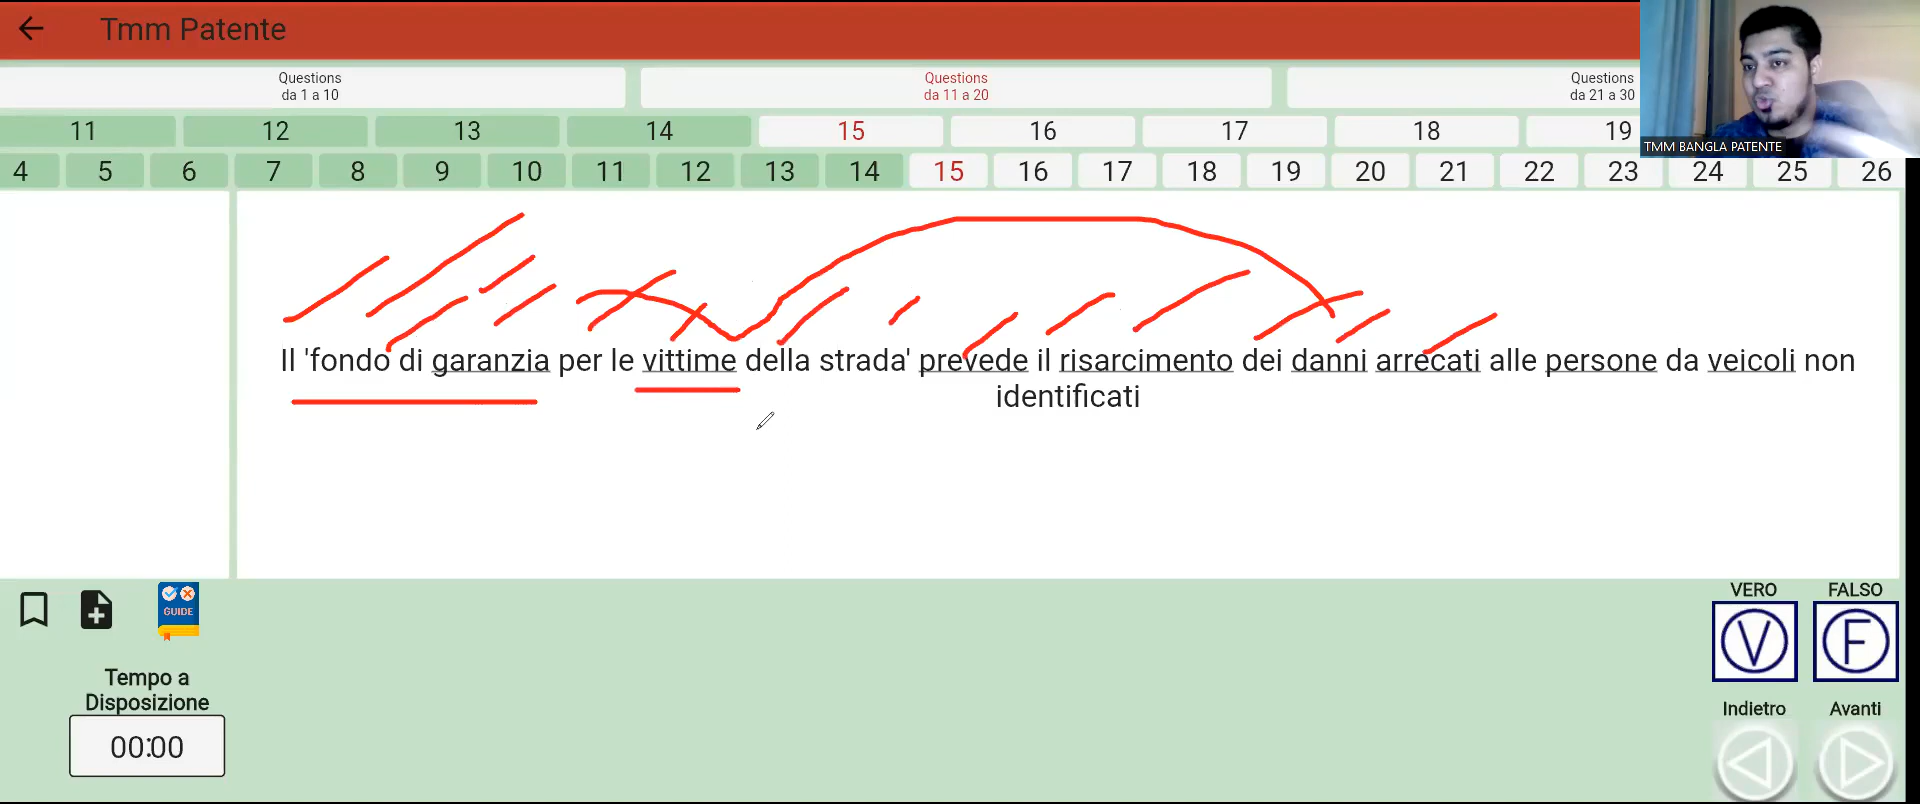 Tmm Patente
Questions
da 1 a 10
Questions
da 11 a 20
Questions
da 21 a 30
11 12 13 14 15 16 17 18 19
TMM BANGLA PATENTE
4 5 6 7 8 9 10 11 12 13 14 15 16 17 18 19 20 21 22 23 24 25 26
Il 'fondo di garanzia per le vittime della strada' prevede il risarcimento dei danni arrecati alle persone da veicoli non
identificati
GUIDE
VERO FALSO
V F
Tempo a
Disposizione
00:00
Indietro Avanti